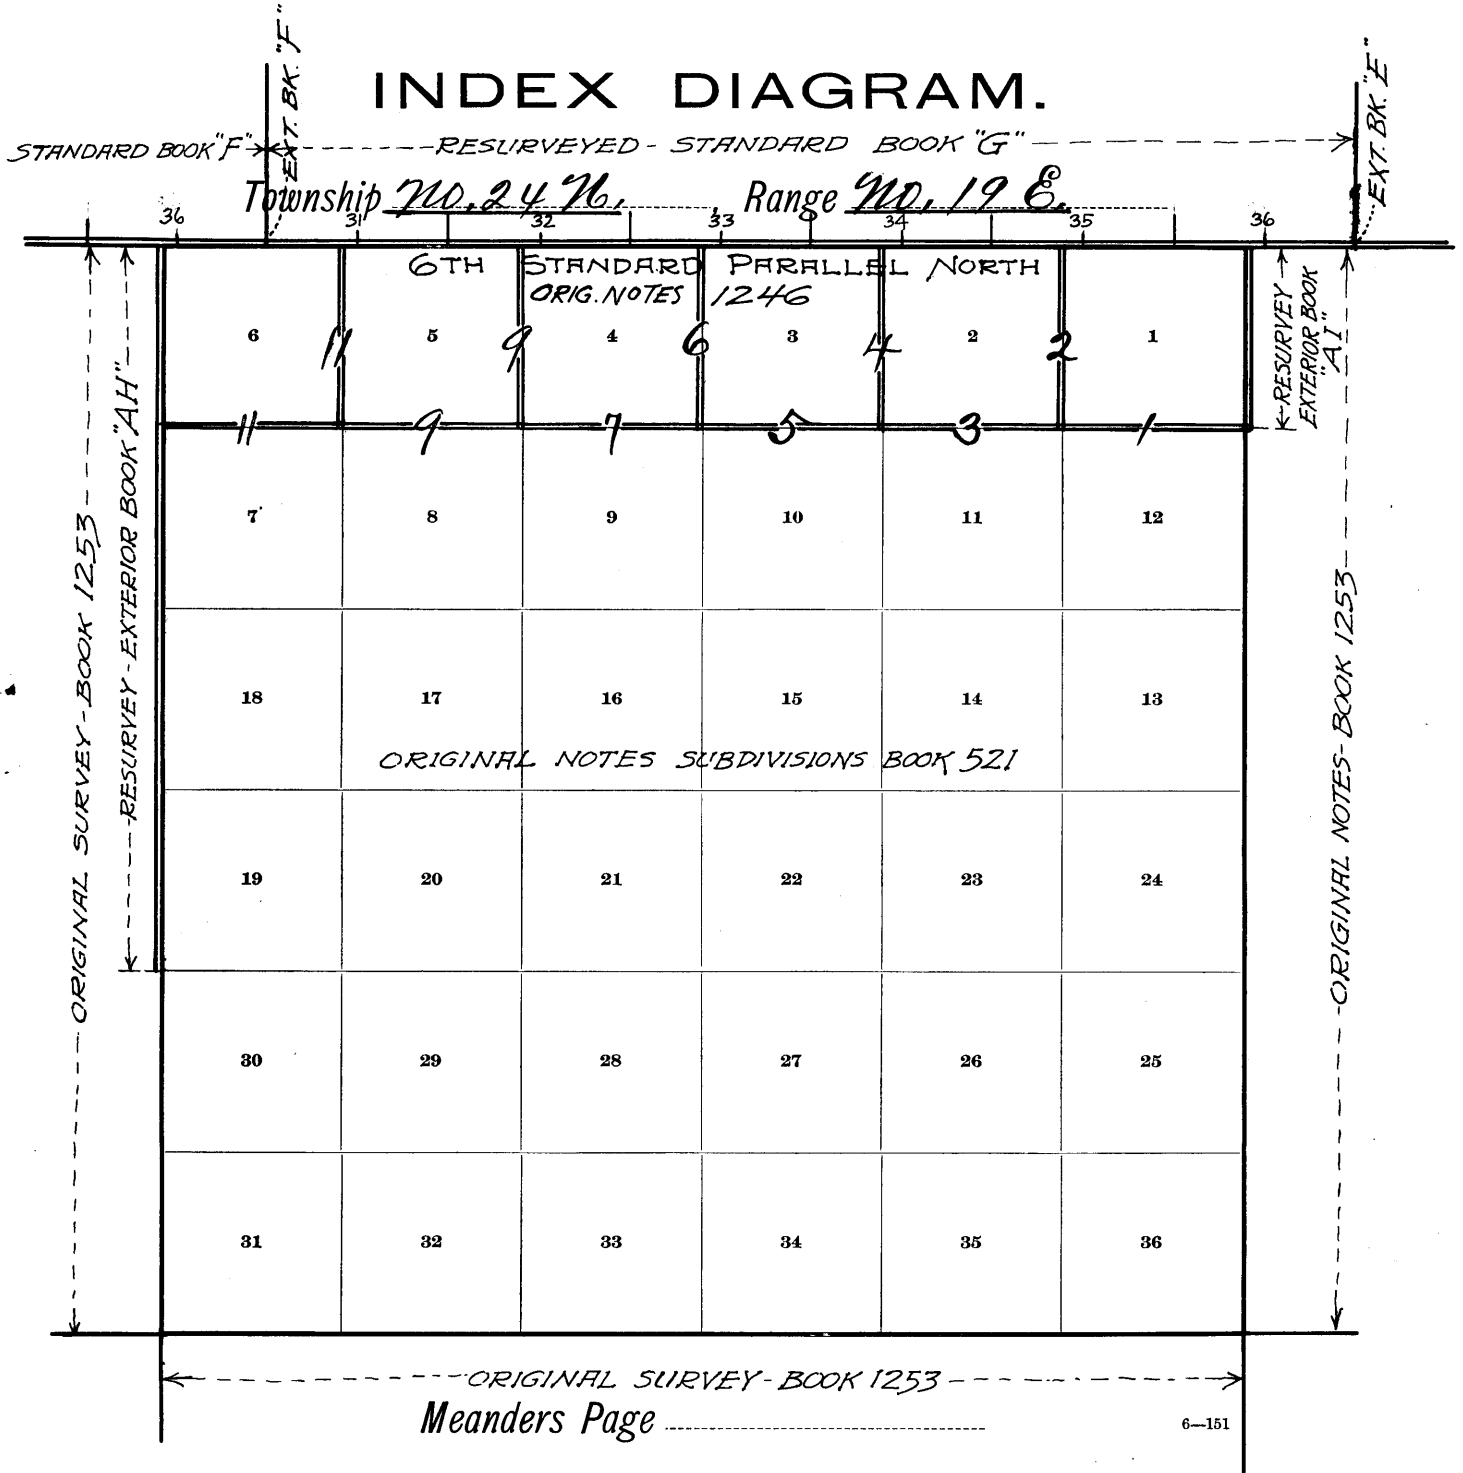 EXT. BK. "F"
INDEX DIAGRAM.
EXT. BK. "E"
STANDARD BOOK "F"
RESURVEYED - STANDARD BOOK "G"
Township No. 24 N. , Range No. 19 E.
36 31 32 33 34 35 36
6TH STANDARD PARALLEL NORTH
ORIG. NOTES 1246
6 11 5 9 4 6 3 4 2 2 1
11 9 7 5 3 1
RESURVEY
EXTERIOR BOOK
"AI"
ORIGINAL SURVEY - BOOK 1253
RESURVEY - EXTERIOR BOOK "AH"
7 8 9 10 11 12
18 17 16 15 14 13
ORIGINAL NOTES SUBDIVISIONS BOOK 521
ORIGINAL NOTES - BOOK 1253
19 20 21 22 23 24
30 29 28 27 26 25
31 32 33 34 35 36
ORIGINAL SURVEY - BOOK 1253
Meanders Page
6—151